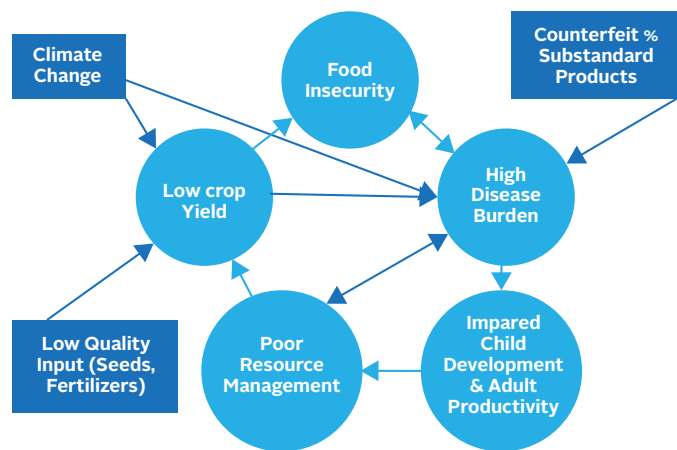 Climate
Change
Food
Insecurity
Counterfeit %
Substandard
Products
Low crop
Yield
High
Disease
Burden
Low Quality
Input (Seeds,
Fertilizers)
Poor
Resource
Management
Impared
Child
Development
& Adult
Productivity